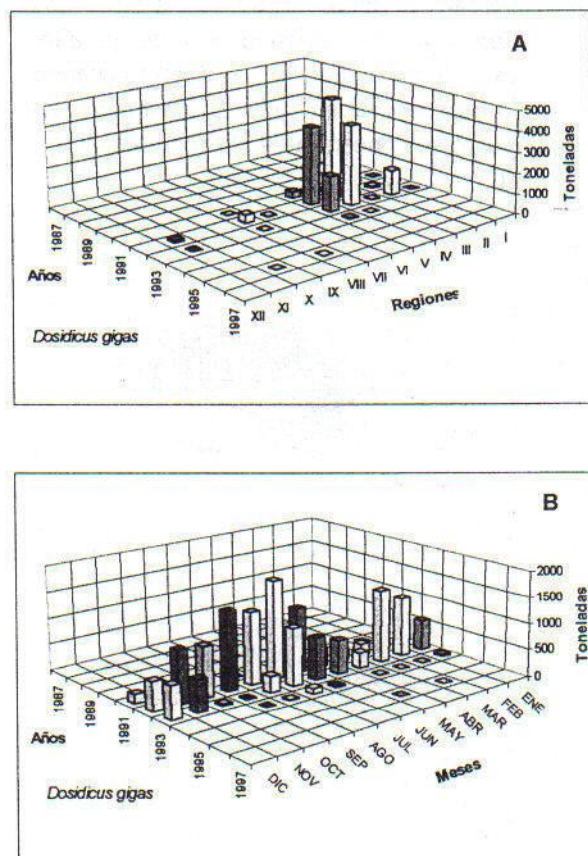 A
5000
4000
3000
2000
1000
0
Toneladas
1987
1989
1991
1993
1995
1997
Años
XII
XI
X
IX
VIII
VII
VI
V
IV
III
II
I
Regiones
Dosidicus gigas
B
2000
1500
1000
500
0
Toneladas
1987
1989
1991
1993
1995
1997
Años
DIC
NOV
OCT
SEP
AGO
JUL
JUN
MAY
ABR
MAR
FEB
ENE
Meses
Dosidicus gigas